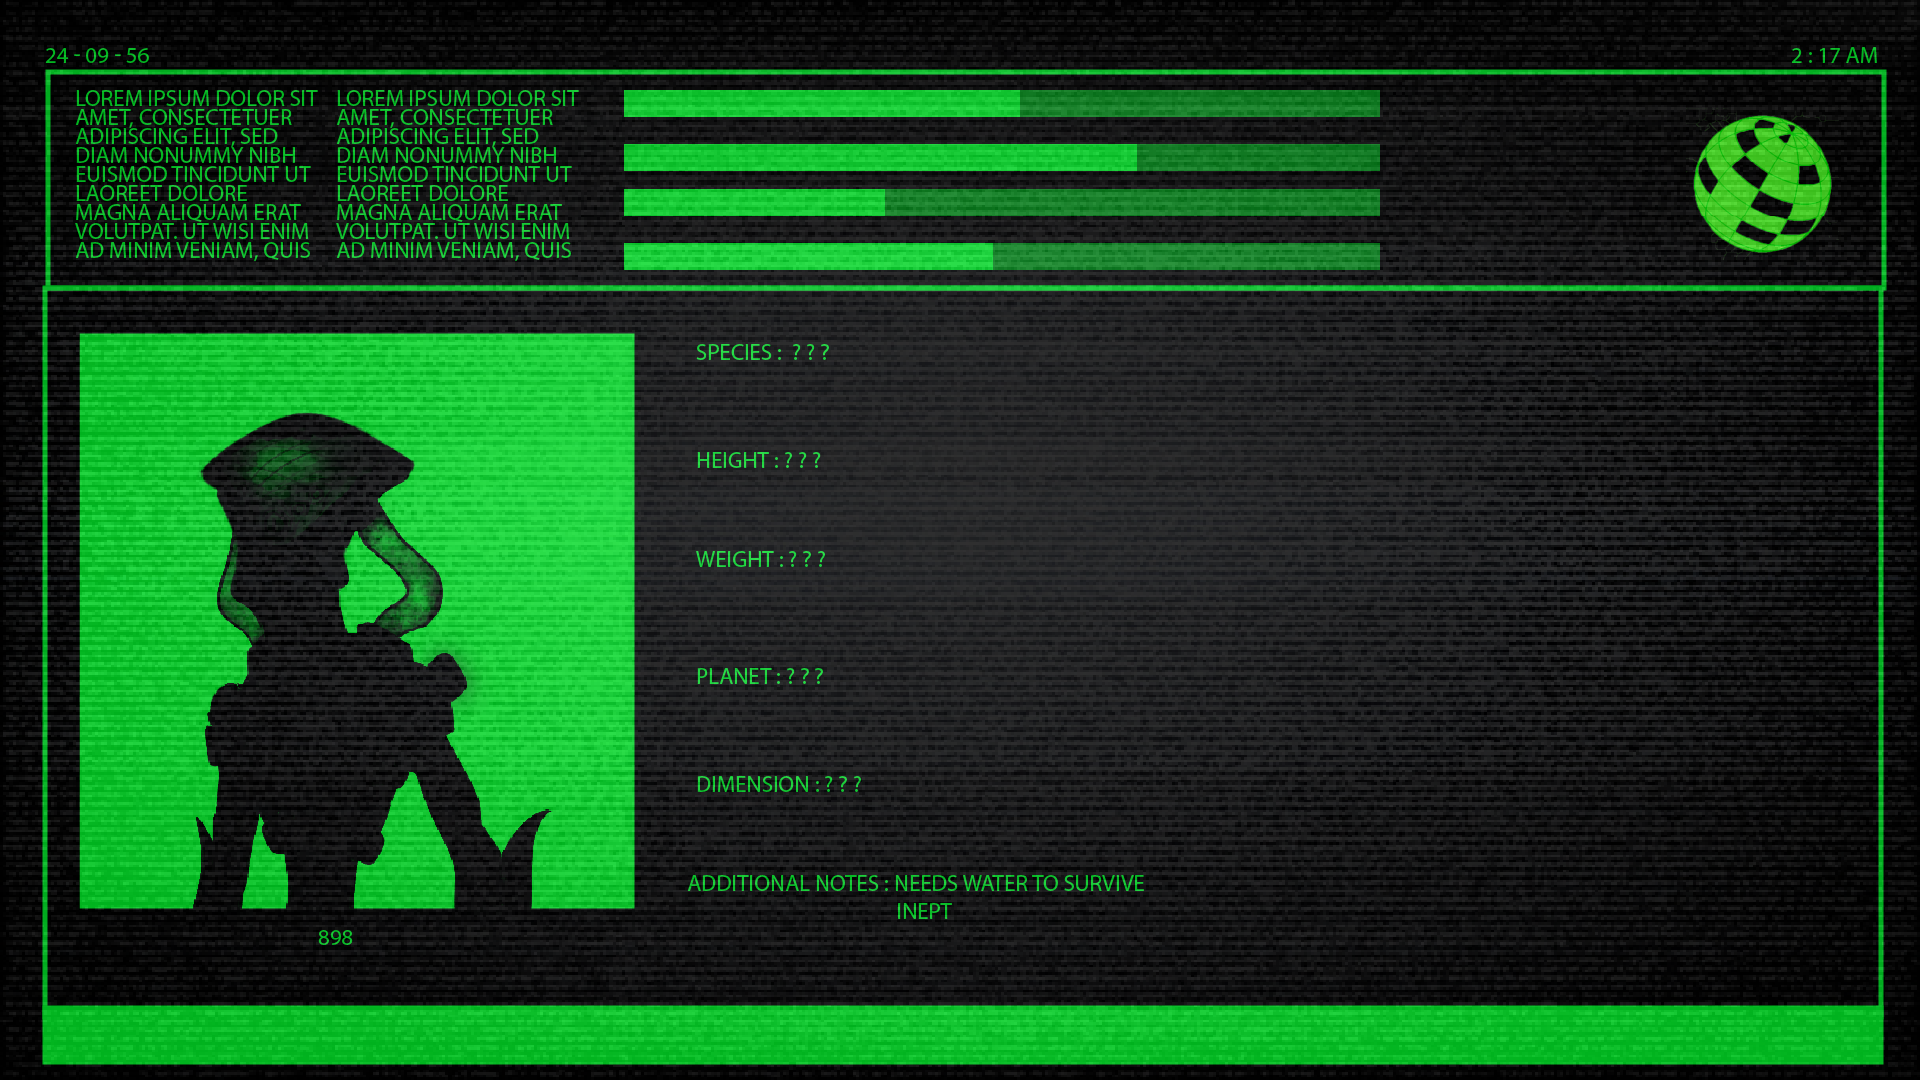 24 - 09 - 56
2 : 17 AM
LOREM IPSUM DOLOR SIT
AMET, CONSECTETUER
ADIPISCING ELIT, SED
DIAM NONUMMY NIBH
EUISMOD TINCIDUNT UT
LAOREET DOLORE
MAGNA ALIQUAM ERAT
VOLUTPAT. UT WISI ENIM
AD MINIM VENIAM, QUIS
LOREM IPSUM DOLOR SIT
AMET, CONSECTETUER
ADIPISCING ELIT, SED
DIAM NONUMMY NIBH
EUISMOD TINCIDUNT UT
LAOREET DOLORE
MAGNA ALIQUAM ERAT
VOLUTPAT. UT WISI ENIM
AD MINIM VENIAM, QUIS
SPECIES : ? ? ?
HEIGHT : ? ? ?
WEIGHT : ? ? ?
PLANET : ? ? ?
DIMENSION : ? ? ?
ADDITIONAL NOTES : NEEDS WATER TO SURVIVE
INEPT
898